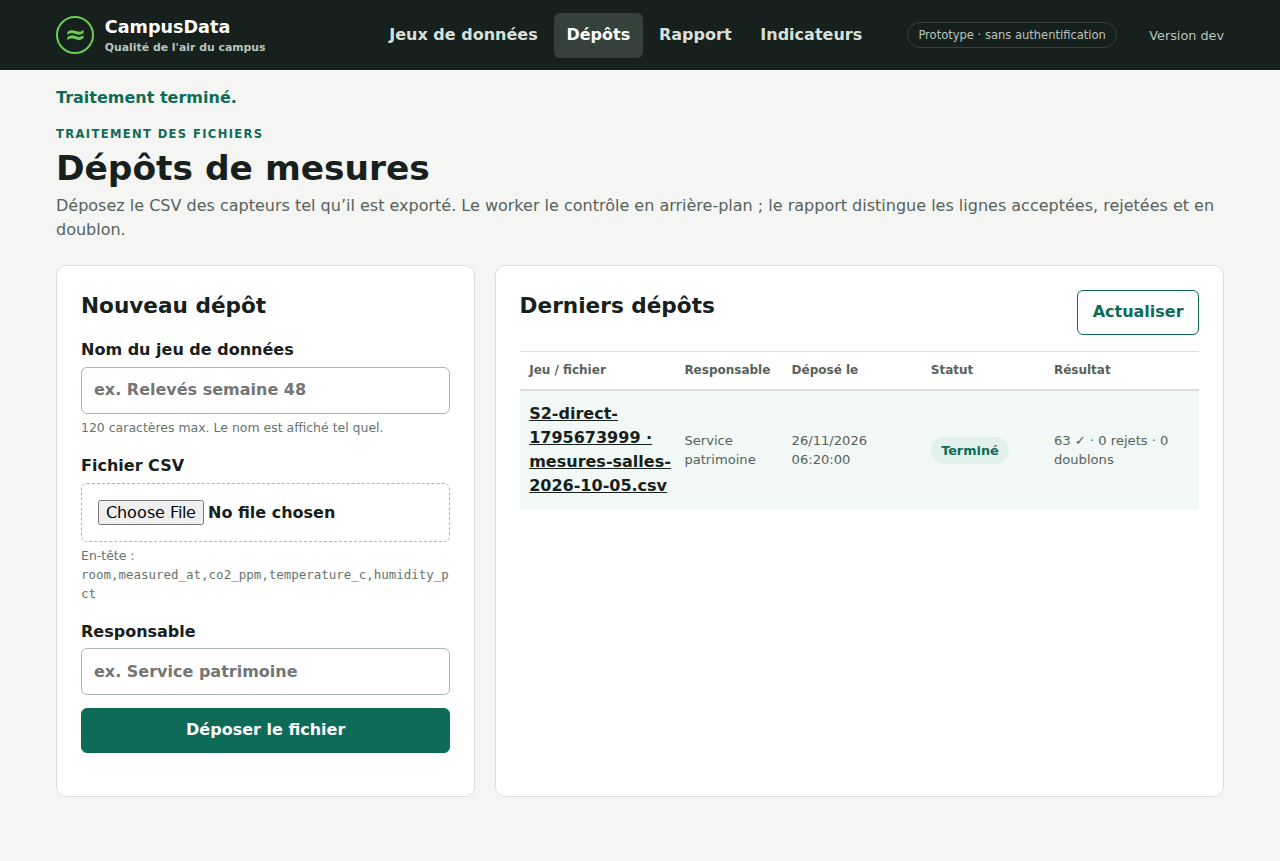 ≈
CampusData
Qualité de l'air du campus
Jeux de données
Dépôts
Rapport
Indicateurs
Prototype · sans authentification
Version dev
Traitement terminé.
TRAITEMENT DES FICHIERS
Dépôts de mesures
Déposez le CSV des capteurs tel qu’il est exporté. Le worker le contrôle en arrière-plan ; le rapport distingue les lignes acceptées, rejetées et en
doublon.
Nouveau dépôt
Nom du jeu de données
ex. Relevés semaine 48
120 caractères max. Le nom est affiché tel quel.
Fichier CSV
Choose File No file chosen
En-tête :
room,measured_at,co2_ppm,temperature_c,humidity_p
ct
Responsable
ex. Service patrimoine
Déposer le fichier
Derniers dépôts
Actualiser
Jeu / fichier
Responsable
Déposé le
Statut
Résultat
S2-direct-
1795673999 ·
mesures-salles-
2026-10-05.csv
Service
patrimoine
26/11/2026
06:20:00
Terminé
63 ✓ · 0 rejets · 0
doublons